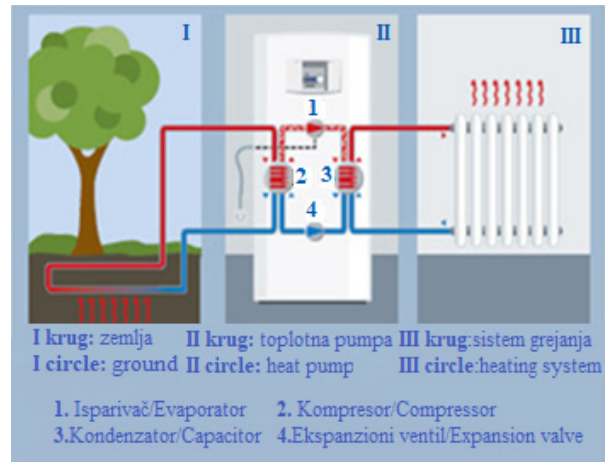 I II III
1
2 3
4
I krug: zemlja II krug: toplotna pumpa III krug:sistem grejanja
I circle: ground II circle: heat pump III circle:heating system
1. Isparivač/Evaporator 2. Kompresor/Compressor
3.Kondenzator/Capacitor 4.Ekspanzioni ventil/Expansion valve